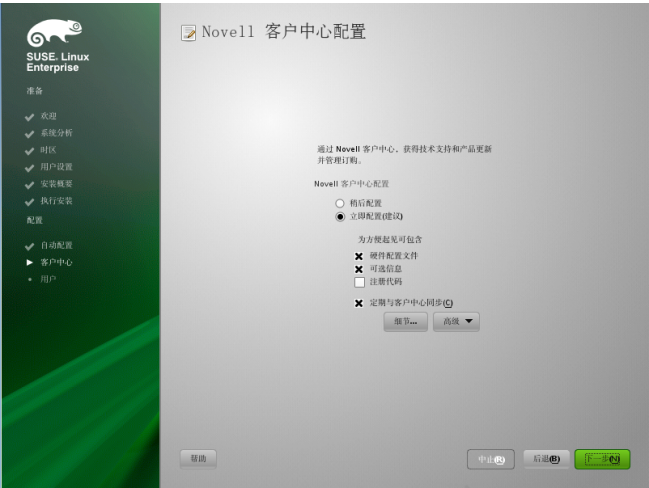 SUSE. Linux
Enterprise
准备
欢迎
系统分析
时区
用户设置
安装概要
执行安装
配置
自动配置
客户中心
用户
Novell 客户中心配置
通过 Novell 客户中心，获得技术支持和产品更新
并管理订购。
Novell 客户中心配置
稍后配置
立即配置(建议)
为方便起见可包含
硬件配置文件
可选信息
注册代码
定期与客户中心同步(C)
细节... 高级
帮助 中止(R) 后退(B) 下一步(N)